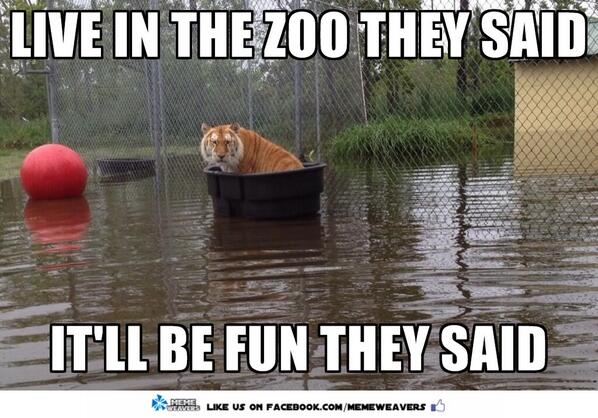 LIVE IN THE ZOO THEY SAID
IT'LL BE FUN THEY SAID
MEME WEAVERS LIKE US ON FACEBOOK.COM/MEMEWEAVERS